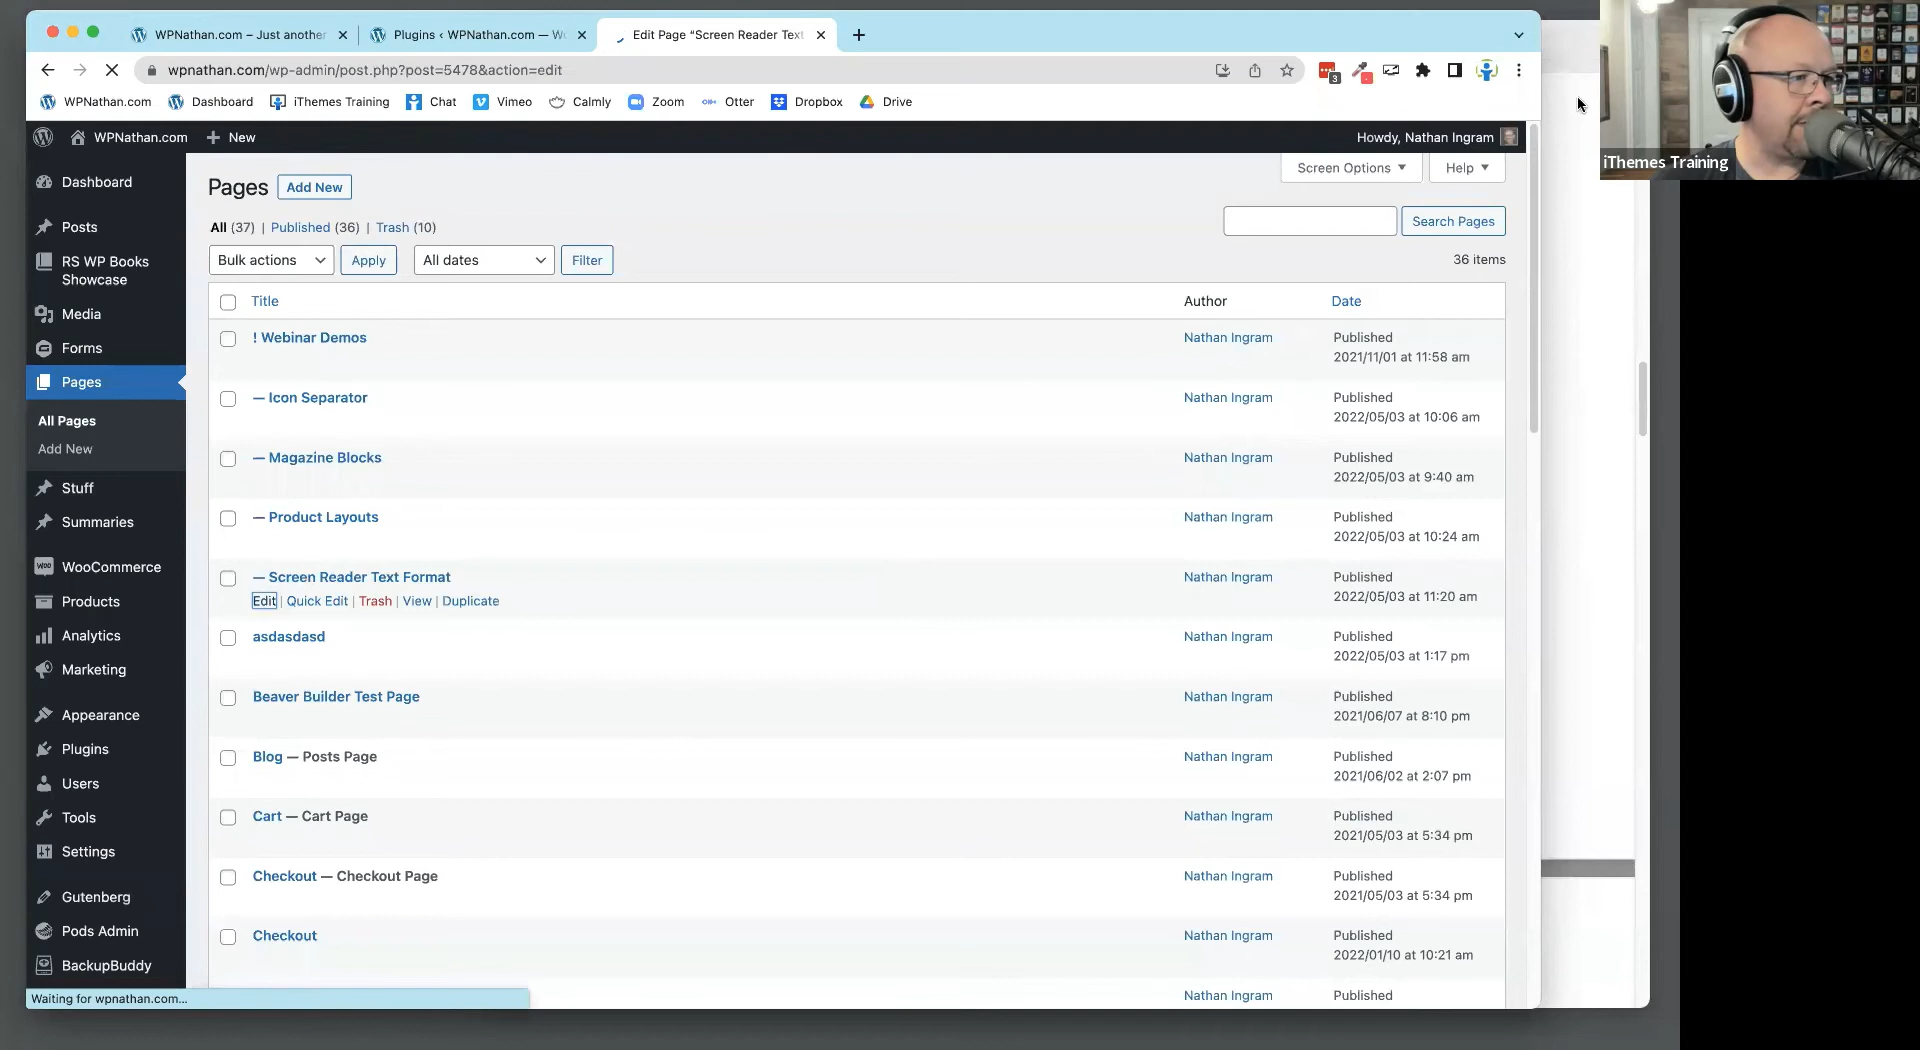 WPNathan.com – Just another
Plugins ‹ WPNathan.com — W
Edit Page “Screen Reader Text
wpnathan.com/wp-admin/post.php?post=5478&action=edit
3
WPNathan.com
Dashboard
iThemes Training
Chat
Vimeo
Calmly
Zoom
Otter
Dropbox
Drive
WPNathan.com
New
Howdy, Nathan Ingram
iThemes Training
Dashboard
Posts
RS WP Books
Showcase
Media
Forms
Pages
All Pages
Add New
Stuff
Summaries
WooCommerce
Products
Analytics
Marketing
Appearance
Plugins
Users
Tools
Settings
Gutenberg
Pods Admin
BackupBuddy
Pages
Add New
Screen Options
Help
All (37) | Published (36) | Trash (10)
Search Pages
Bulk actions
Apply
All dates
Filter
36 items
Title
Author
Date
! Webinar Demos
Nathan Ingram
Published
2021/11/01 at 11:58 am
— Icon Separator
Nathan Ingram
Published
2022/05/03 at 10:06 am
— Magazine Blocks
Nathan Ingram
Published
2022/05/03 at 9:40 am
— Product Layouts
Nathan Ingram
Published
2022/05/03 at 10:24 am
— Screen Reader Text Format
Edit | Quick Edit | Trash | View | Duplicate
Nathan Ingram
Published
2022/05/03 at 11:20 am
asdasdasd
Nathan Ingram
Published
2022/05/03 at 1:17 pm
Beaver Builder Test Page
Nathan Ingram
Published
2021/06/07 at 8:10 pm
Blog — Posts Page
Nathan Ingram
Published
2021/06/02 at 2:07 pm
Cart — Cart Page
Nathan Ingram
Published
2021/05/03 at 5:34 pm
Checkout — Checkout Page
Nathan Ingram
Published
2021/05/03 at 5:34 pm
Checkout
Nathan Ingram
Published
2022/01/10 at 10:21 am
Nathan Ingram
Published
Waiting for wpnathan.com...